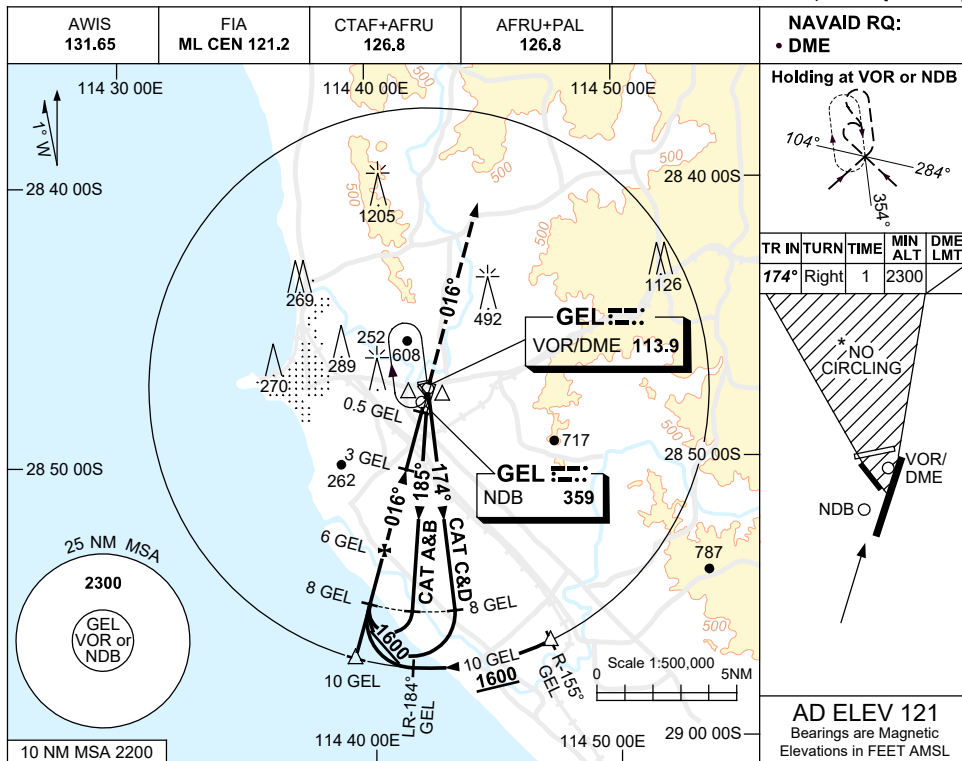 AWIS
131.65
FIA
ML CEN 121.2
CTAF+AFRU
126.8
AFRU+PAL
126.8
NAVAID RQ:
• DME
114 30 00E
114 40 00E
114 50 00E
1° W
500
500
500
500
28 40 00S
28 40 00S
500
1205
1126
269
492
016°
252
608
289
270
GEL
VOR/DME 113.9
0.5 GEL
717
28 50 00S
28 50 00S
3 GEL
262
GEL
NDB 359
016°
185°
174°
CAT A&B
CAT C&D
6 GEL
787
8 GEL
8 GEL
500
1600
10 GEL
10 GEL
1600
R-155°
GEL
LR-184°
GEL
25 NM MSA
2300
GEL
VOR or
NDB
10 NM MSA 2200
Scale 1:500,000
0
5NM
114 40 00E
114 50 00E
29 00 00S
Holding at VOR or NDB
104°
284°
354°
TR IN
TURN
TIME
MIN
ALT
DME
LMT
174°
Right
1
2300
* NO
CIRCLING
VOR/
DME
NDB
AD ELEV 121
Bearings are Magnetic
Elevations in FEET AMSL